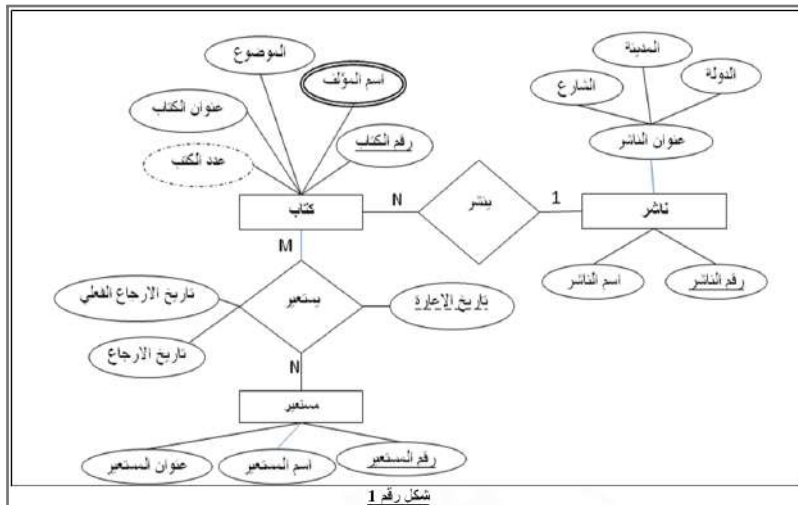 المدينة
الموضوع
الدولة
اسم المؤلف
الشارع
عنوان الكتاب
عنوان الناشر
رقم الكتاب
عدد الكتب
ناشر
1
ينشر
N
كتاب
M
رقم الناشر
اسم الناشر
تاريخ الاعارة
يستعير
تاريخ الارجاع الفعلي
تاريخ الارجاع
N
مستعير
رقم المستعير
اسم المستعير
عنوان المستعير
شكل رقم 1